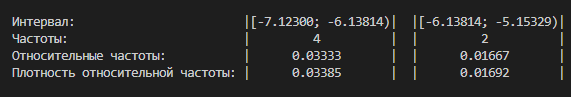 Интервал: |[-7.12300; -6.13814)| |[-6.13814; -5.15329)|
Частоты: | 4 | | 2 |
Относительные частоты: | 0.03333 | | 0.01667 |
Плотность относительной частоты: | 0.03385 | | 0.01692 |